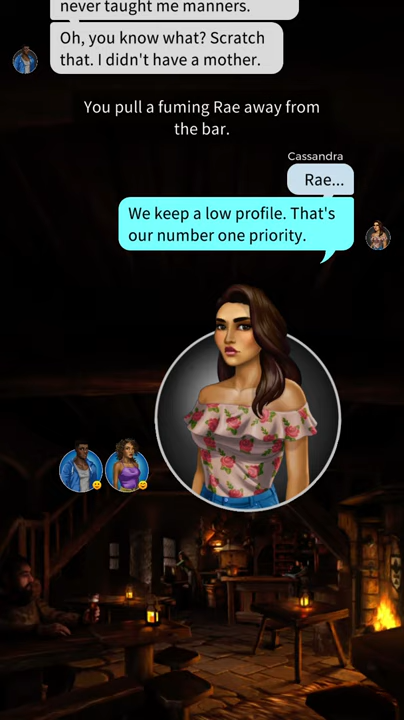 never taught me manners.
Oh, you know what? Scratch
that. I didn't have a mother.
You pull a fuming Rae away from
the bar.
Cassandra
Rae...
We keep a low profile. That's
our number one priority.